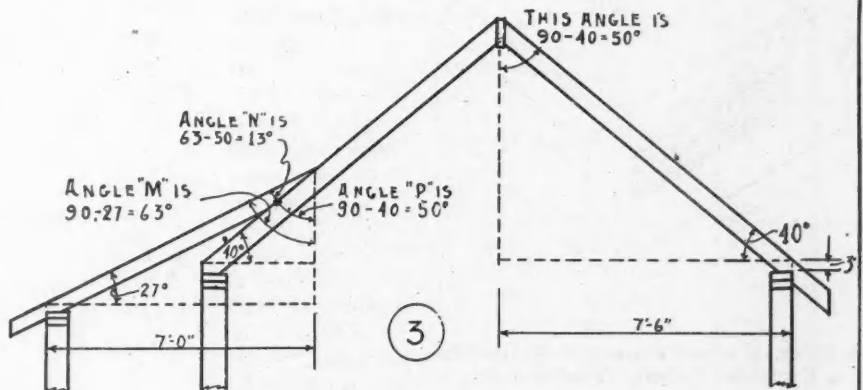 THIS ANGLE IS
90-40=50°
ANGLE "N" IS
63-50=13°
ANGLE "M" IS
90-27=63°
ANGLE "P" IS
90-40=50°
40°
40°
27°
3"
7'-0"
3
7'-6"